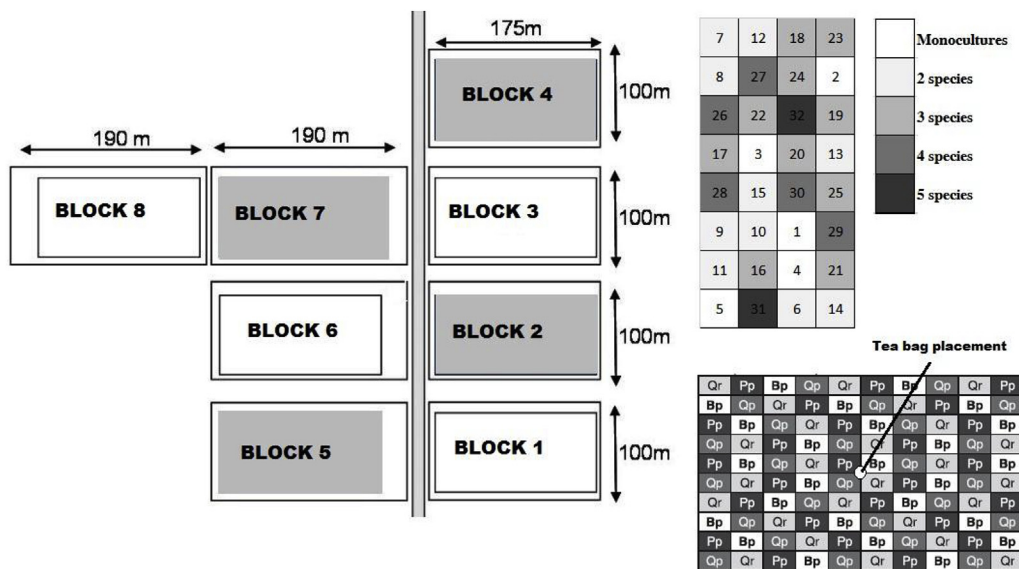 175m
BLOCK 4
100m
190 m
190 m
BLOCK 8
BLOCK 7
BLOCK 3
100m
BLOCK 6
BLOCK 2
100m
BLOCK 5
BLOCK 1
100m
7 12 18 23
8 27 24 2
26 22 32 19
17 3 20 13
28 15 30 25
9 10 1 29
11 16 4 21
5 31 6 14
Monocultures
2 species
3 species
4 species
5 species
Tea bag placement
Qr Pp Bp Qp Qr Pp Bp Qp Qr Pp
Bp Qp Qr Pp Bp Qp Qr Pp Bp Qp
Pp Bp Qp Qr Pp Bp Qp Qr Pp Bp
Qp Qr Pp Bp Qp Qr Pp Bp Qp Qr
Pp Bp Qp Qr Pp Bp Qp Qr Pp Bp
Qp Qr Pp Bp Qp Qr Pp Bp Qp Qr
Qr Pp Bp Qp Qr Pp Bp Qp Qr Pp
Bp Qp Qr Pp Bp Qp Qr Pp Bp Qp
Pp Bp Qp Qr Pp Bp Qp Qr Pp Bp
Qp Qr Pp Bp Qp Qr Pp Bp Qp Qr